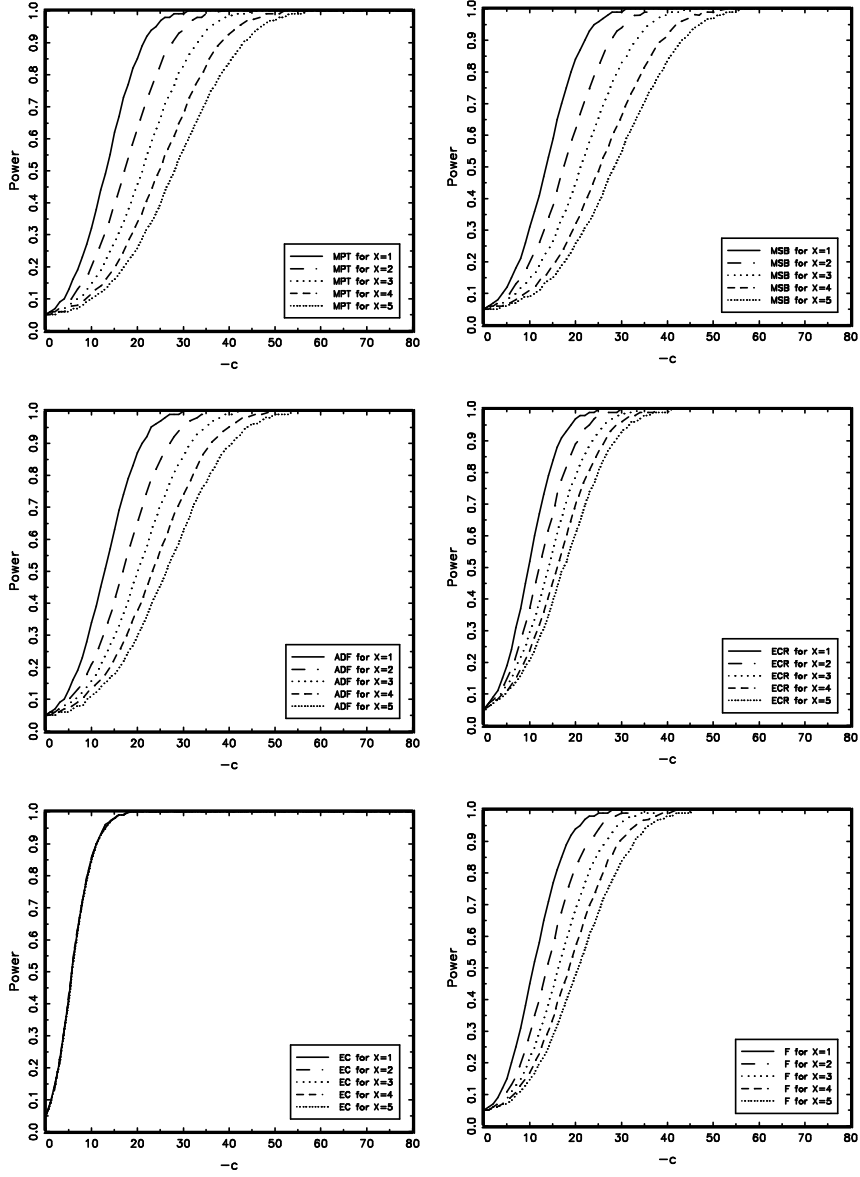 Power
1.0
0.9
0.8
0.7
0.6
0.5
0.4
0.3
0.2
0.1
0.0
MPT for X=1
MPT for X=2
MPT for X=3
MPT for X=4
MPT for X=5
0 10 20 30 40 50 60 70 80
−c
Power
1.0
0.9
0.8
0.7
0.6
0.5
0.4
0.3
0.2
0.1
0.0
MSB for X=1
MSB for X=2
MSB for X=3
MSB for X=4
MSB for X=5
0 10 20 30 40 50 60 70 80
−c
Power
1.0
0.9
0.8
0.7
0.6
0.5
0.4
0.3
0.2
0.1
0.0
ADF for X=1
ADF for X=2
ADF for X=3
ADF for X=4
ADF for X=5
0 10 20 30 40 50 60 70 80
−c
Power
1.0
0.9
0.8
0.7
0.6
0.5
0.4
0.3
0.2
0.1
0.0
ECR for X=1
ECR for X=2
ECR for X=3
ECR for X=4
ECR for X=5
0 10 20 30 40 50 60 70 80
−c
Power
1.0
0.9
0.8
0.7
0.6
0.5
0.4
0.3
0.2
0.1
0.0
EC for X=1
EC for X=2
EC for X=3
EC for X=4
EC for X=5
0 10 20 30 40 50 60 70 80
−c
Power
1.0
0.9
0.8
0.7
0.6
0.5
0.4
0.3
0.2
0.1
0.0
F for X=1
F for X=2
F for X=3
F for X=4
F for X=5
0 10 20 30 40 50 60 70 80
−c